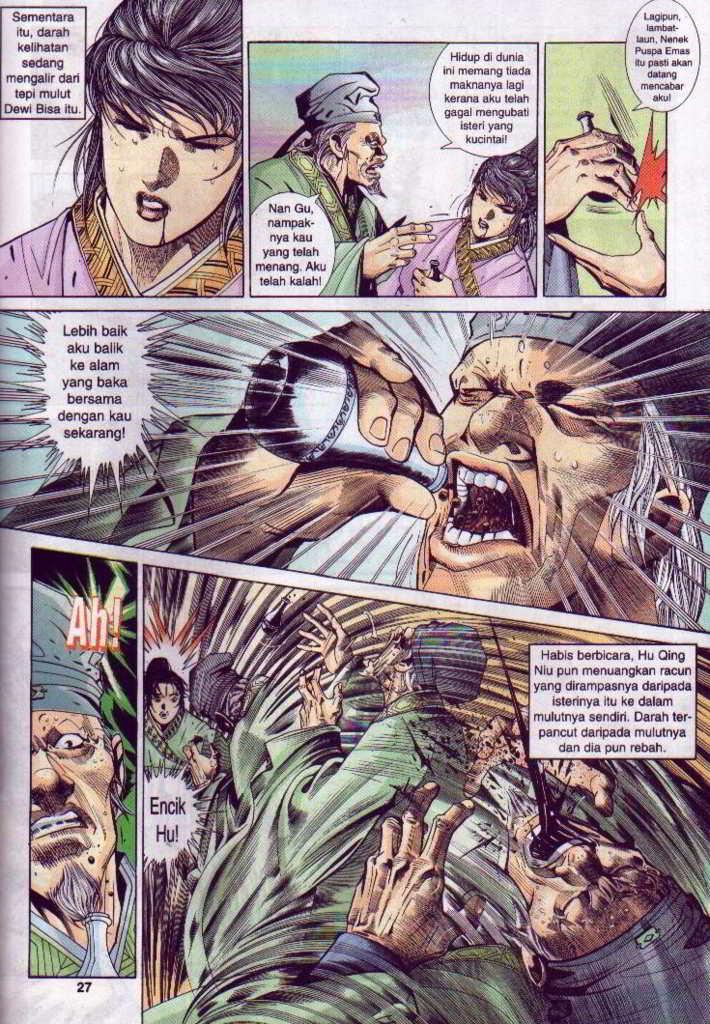 Sementara
itu, darah
kelihatan
sedang
mengalir dari
tepi mulut
Dewi Bisa itu.
Nan Gu,
nampak-
nya kau
yang telah
menang. Aku
telah kalah!
Hidup di dunia
ini memang tiada
maknanya lagi
kerana aku telah
gagal mengubati
isteri yang
kucintai!
Lagipun,
lambat-
laun, Nenek
Puspa Emas
itu pasti akan
datang
mencabar
aku!
Lebih baik
aku balik
ke alam
yang baka
bersama
dengan kau
sekarang!
Ah!
Encik
Hu!
Habis berbicara, Hu Qing
Niu pun menuangkan racun
yang dirampasnya daripada
isterinya itu ke dalam
mulutnya sendiri. Darah ter-
pancut daripada mulutnya
dan dia pun rebah.
27